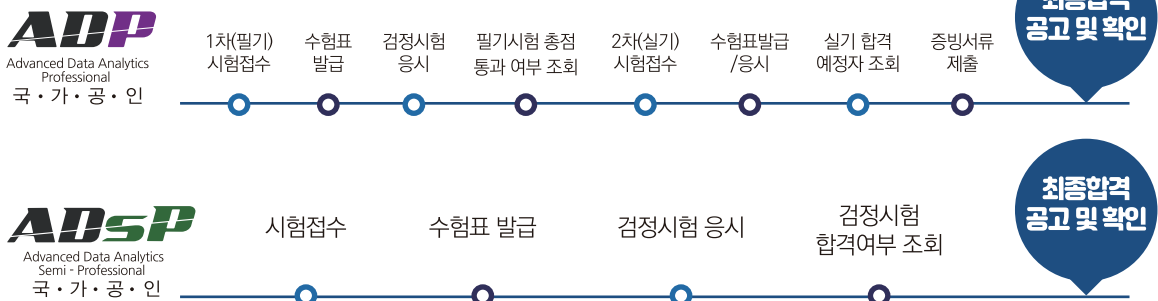 ADP
Advanced Data Analytics
Professional
국・가・공・인
1차(필기)
시험접수
수험표
발급
검정시험
응시
필기시험 총점
통과 여부 조회
2차(실기)
시험접수
수험표발급
/응시
실기 합격
예정자 조회
증빙서류
제출
최종합격
공고 및 확인
ADsP
Advanced Data Analytics
Semi - Professional
국・가・공・인
시험접수
수험표 발급
검정시험 응시
검정시험
합격여부 조회
최종합격
공고 및 확인